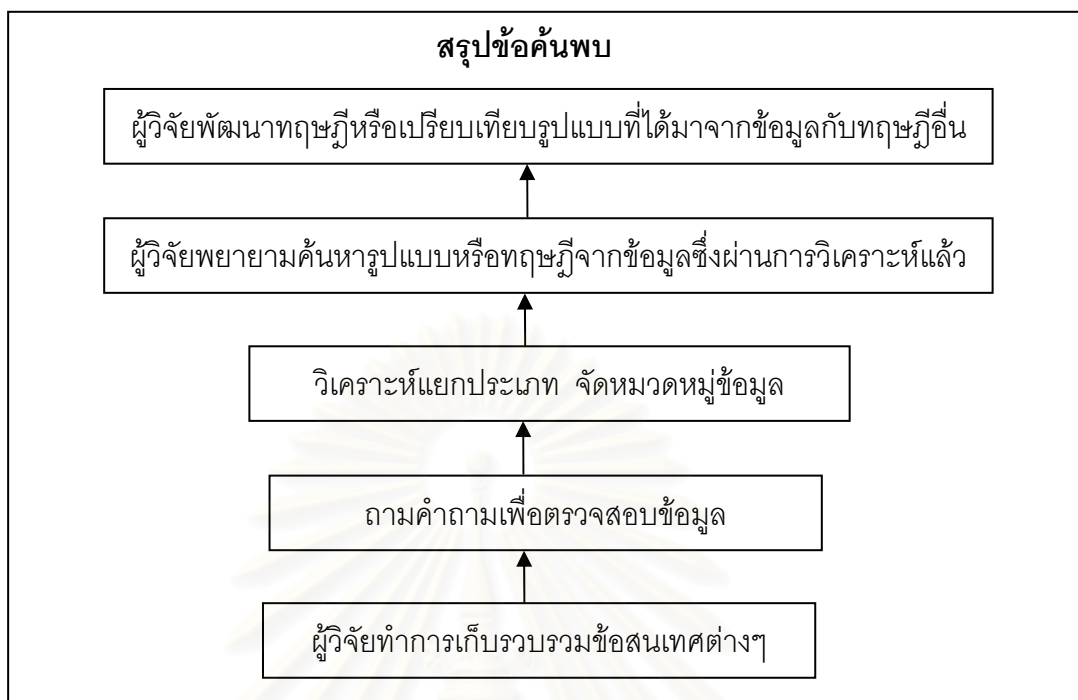 สรุปข้อค้นพบ
ผู้วิจัยพัฒนาทฤษฎีหรือเปรียบเทียบรูปแบบที่ได้มาจากข้อมูลกับทฤษฎีอื่น
ผู้วิจัยพยายามค้นหารูปแบบหรือทฤษฎีจากข้อมูลซึ่งผ่านการวิเคราะห์แล้ว
วิเคราะห์แยกประเภท จัดหมวดหมู่ข้อมูล
ถามคำถามเพื่อตรวจสอบข้อมูล
ผู้วิจัยทำการเก็บรวบรวมข้อสนเทศต่างๆ